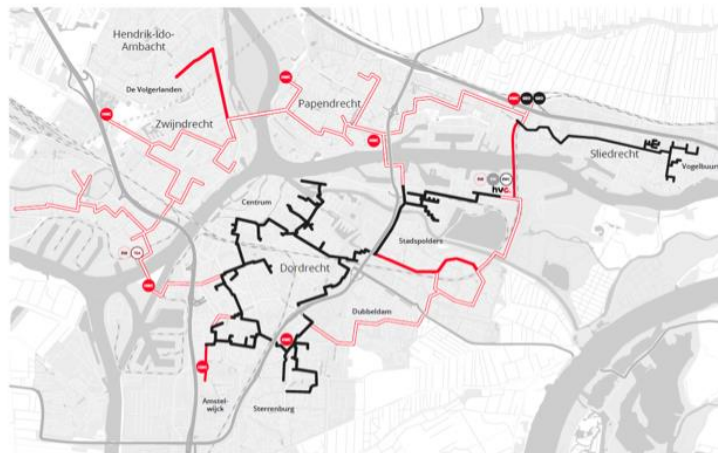 Hendrik-Ido-
Ambacht
De Volgerlanden
Papendrecht
Zwijndrecht
Sliedrecht
Vogelbuurt
hvc
Centrum
Stadspolders
Dordrecht
Dubbeldam
Amstel-
wijck
Sterrenburg